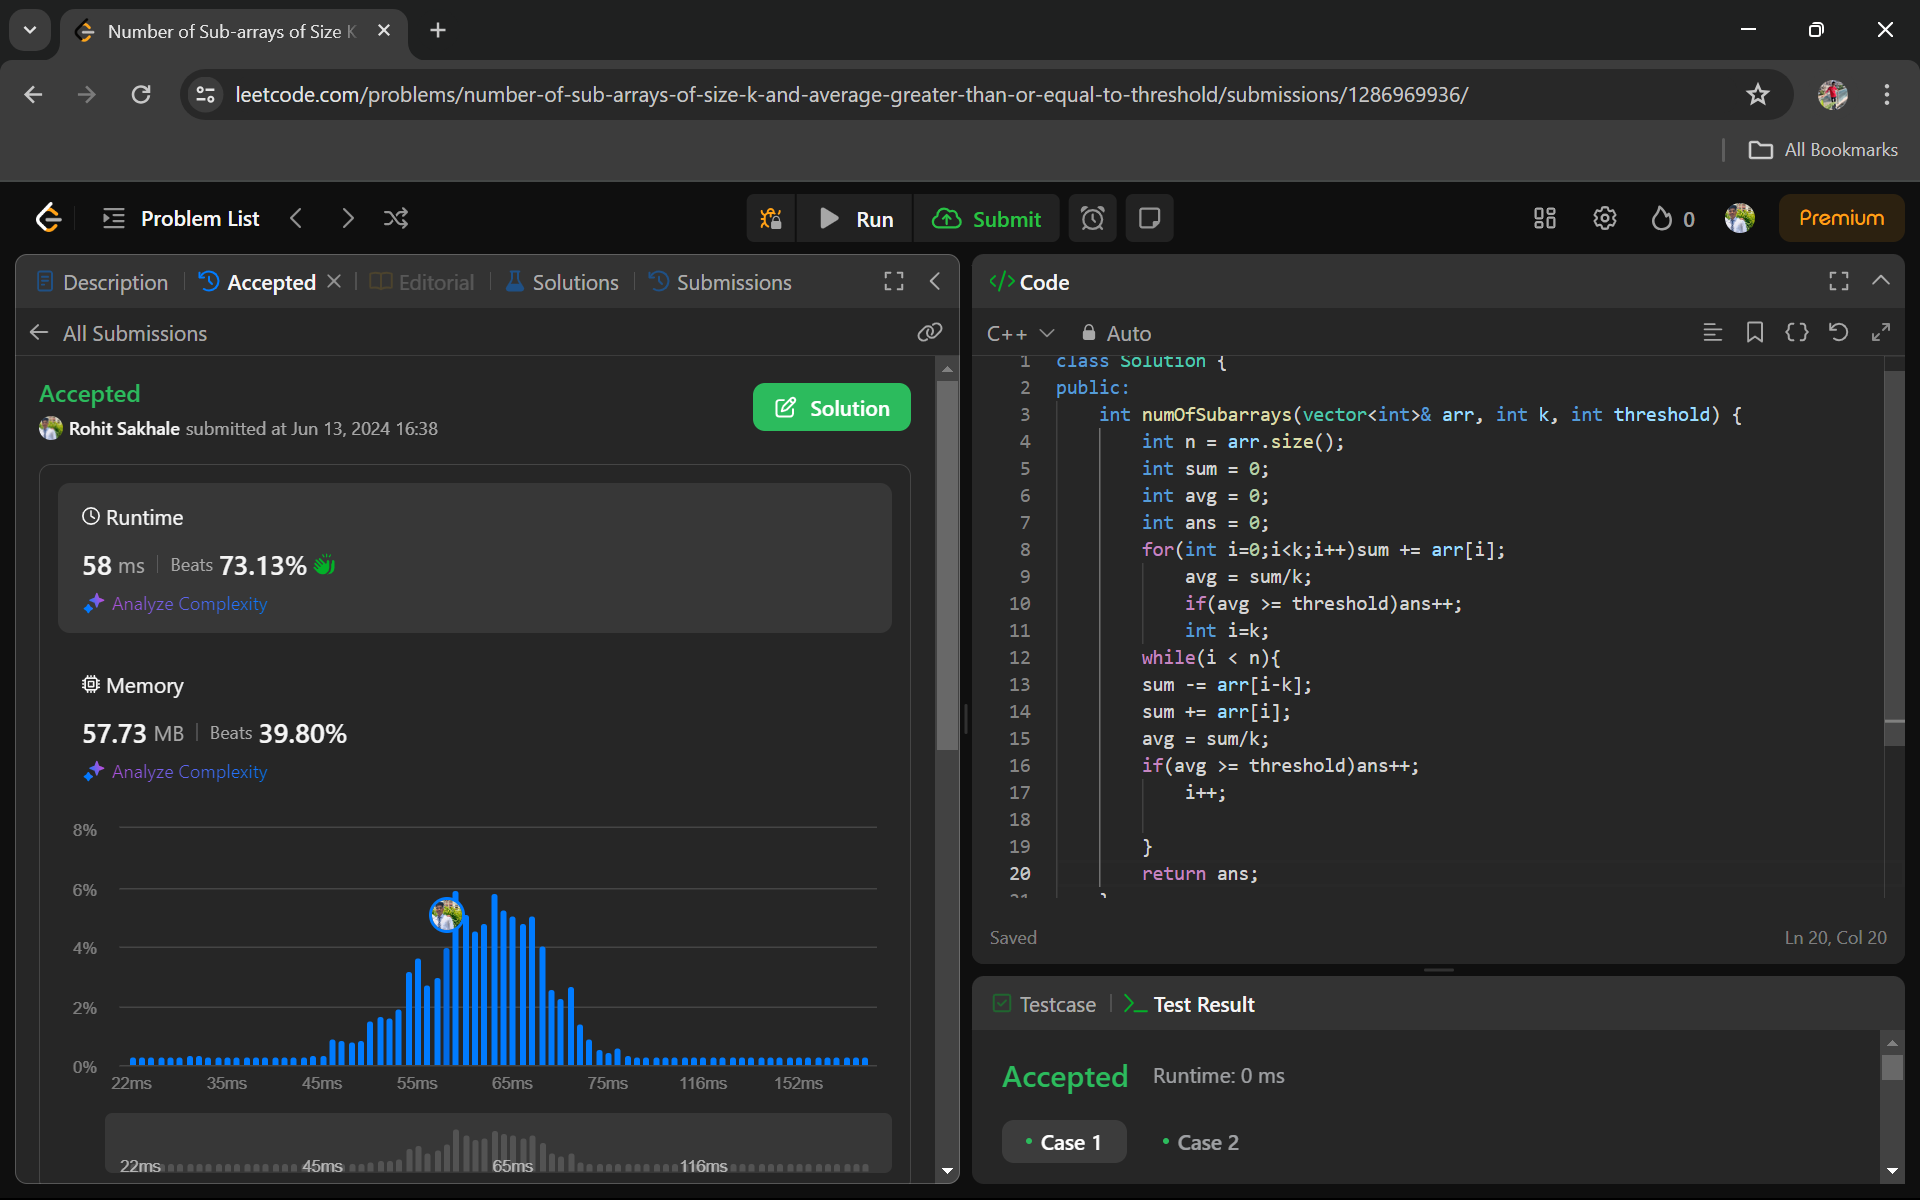 Number of Sub-arrays of Size K
leetcode.com/problems/number-of-sub-arrays-of-size-k-and-average-greater-than-or-equal-to-threshold/submissions/1286969936/
All Bookmarks
Problem List
Run
Submit
0
Premium
Description
Accepted
Editorial
Solutions
Submissions
All Submissions
Accepted
Rohit Sakhale submitted at Jun 13, 2024 16:38
Solution
Runtime
58 ms
Beats 73.13%
Analyze Complexity
Memory
57.73 MB
Beats 39.80%
Analyze Complexity
8%
6%
4%
2%
0%
22ms 35ms 45ms 55ms 65ms 75ms 116ms 152ms
22ms 45ms 65ms 116ms
</> Code
C++
Auto
1 class Solution {
2 public:
3     int numOfSubarrays(vector<int>& arr, int k, int threshold) {
4         int n = arr.size();
5         int sum = 0;
6         int avg = 0;
7         int ans = 0;
8         for(int i=0;i<k;i++)sum += arr[i];
9             avg = sum/k;
10             if(avg >= threshold)ans++;
11             int i=k;
12         while(i < n){
13         sum -= arr[i-k];
14         sum += arr[i];
15         avg = sum/k;
16         if(avg >= threshold)ans++;
17             i++;
18
19         }
20         return ans;
21     }
Saved
Ln 20, Col 20
Testcase
Test Result
Accepted
Runtime: 0 ms
Case 1
Case 2